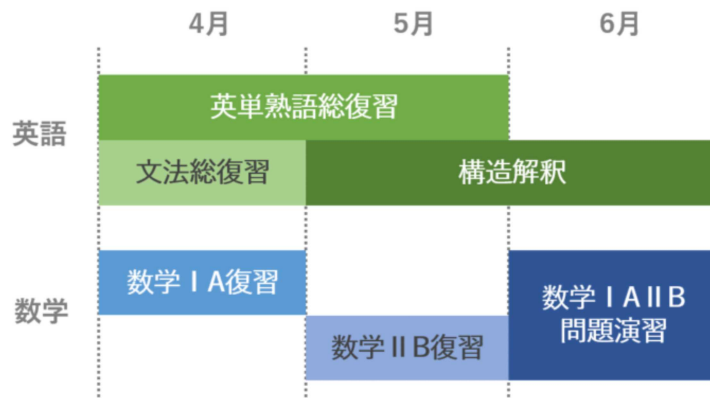 4月 5月 6月
英語
英単熟語総復習
文法総復習 構造解釈
数学
数学ⅠA復習
数学ⅡB復習
数学ⅠAⅡB
問題演習